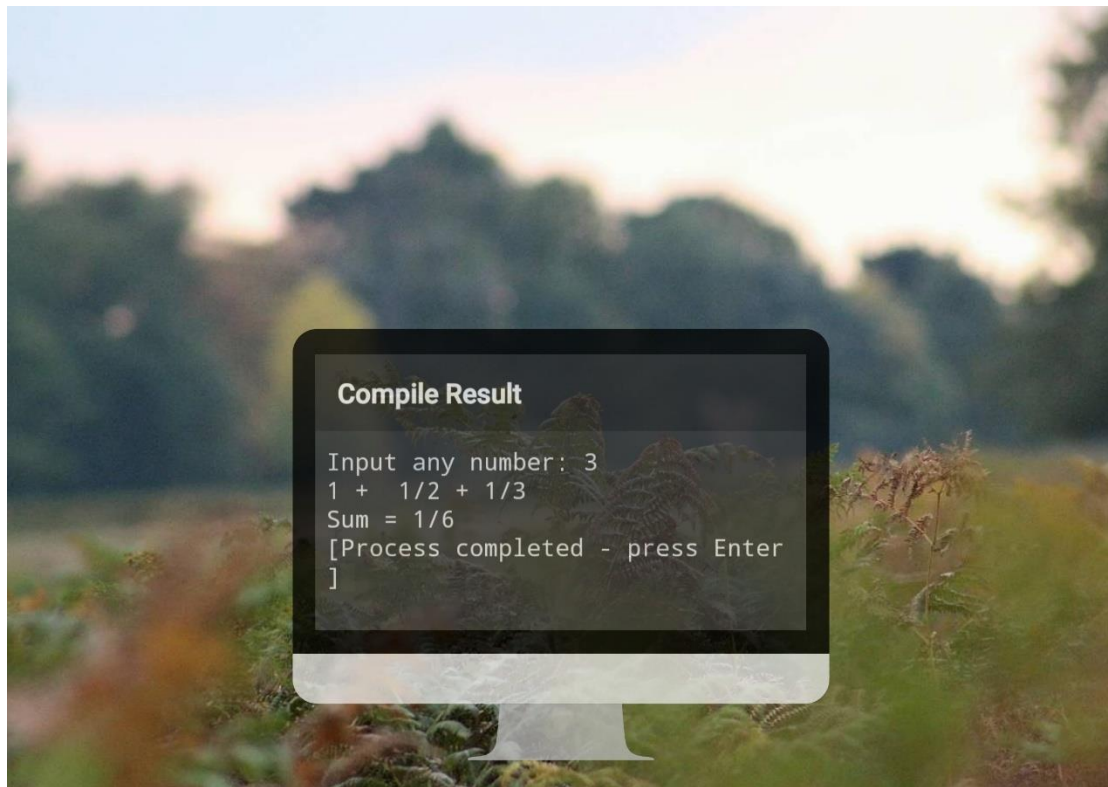 Compile Result
Input any number: 3
1 +  1/2 + 1/3
Sum = 1/6
[Process completed - press Enter
]